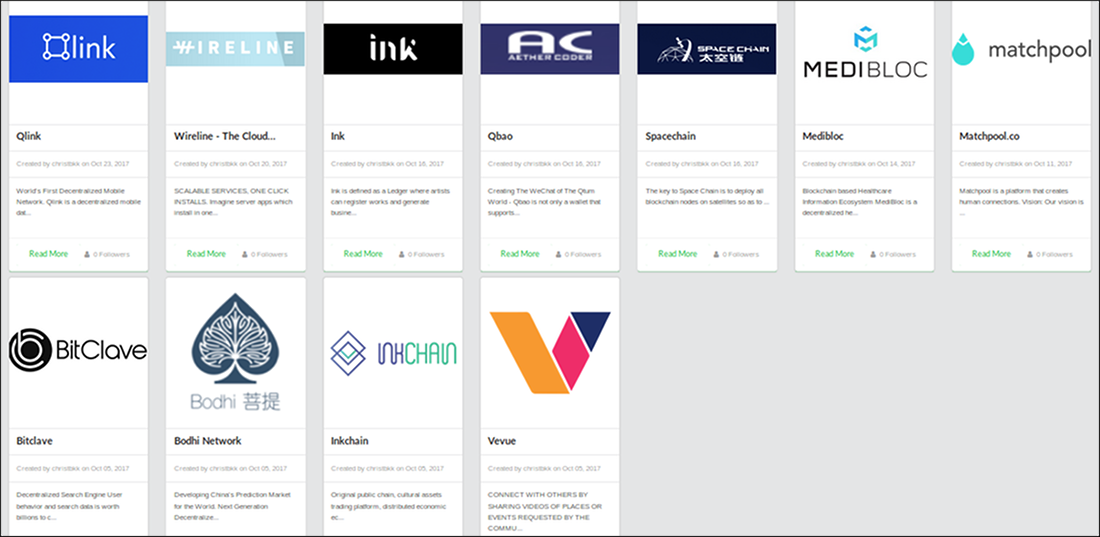 Qlink
WIRELINE
ink
AC
AETHER CODER
SPACE CHAIN
太空链
MEDIBLOC
matchpool
Qlink
Wireline - The Cloud...
Ink
Qbao
Spacechain
Medibloc
Matchpool.co
Created by christbkk on Oct 23, 2017
Created by christbkk on Oct 20, 2017
Created by christbkk on Oct 16, 2017
Created by christbkk on Oct 16, 2017
Created by christbkk on Oct 16, 2017
Created by christbkk on Oct 14, 2017
Created by christbkk on Oct 11, 2017
World's First Decentralized Mobile
Network, Qlink is a decentralized mobile
dat...
SCALABLE SERVICES, ONE CLICK
INSTALLS. Imagine server apps which
install in one...
Ink is defined as a Ledger where artists
can register works and generate
busine...
Creating The WeChat of The Qtum
World - Qbao is not only a wallet that
supports...
The key to Space Chain is to deploy all
blockchain nodes on satellites so as to ...
Blockchain based Healthcare
Information Ecosystem MediBloc is a
decentralized he...
Matchpool is a platform that creates
human connections. Vision: Our vision is
...
Read More 0 Followers
Read More 0 Followers
Read More 0 Followers
Read More 0 Followers
Read More 0 Followers
Read More 0 Followers
Read More 0 Followers
BitClave
Bodhi 菩提
INKCHAIN
Bitclave
Bodhi Network
Inkchain
Vevue
Created by christbkk on Oct 05, 2017
Created by christbkk on Oct 05, 2017
Created by christbkk on Oct 05, 2017
Created by christbkk on Oct 05, 2017
Decentralized Search Engine User
behavior and search data is worth
billions to c...
Developing China's Prediction Market
for the World. Next Generation
Decentralize...
Original public chain, cultural assets
trading platform, distributed economic
ec...
CONNECT WITH OTHERS BY
SHARING VIDEOS OF PLACES OR
EVENTS REQUESTED BY THE
COMMU...